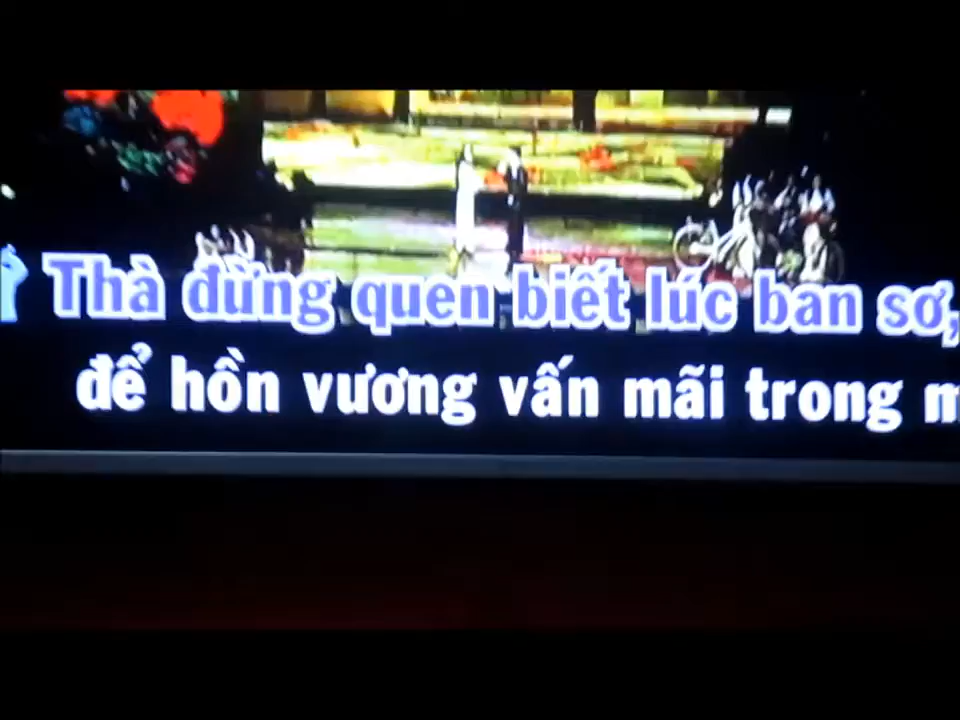 Thà đừng quen biết lúc ban sơ,
để hồn vương vấn mãi trong